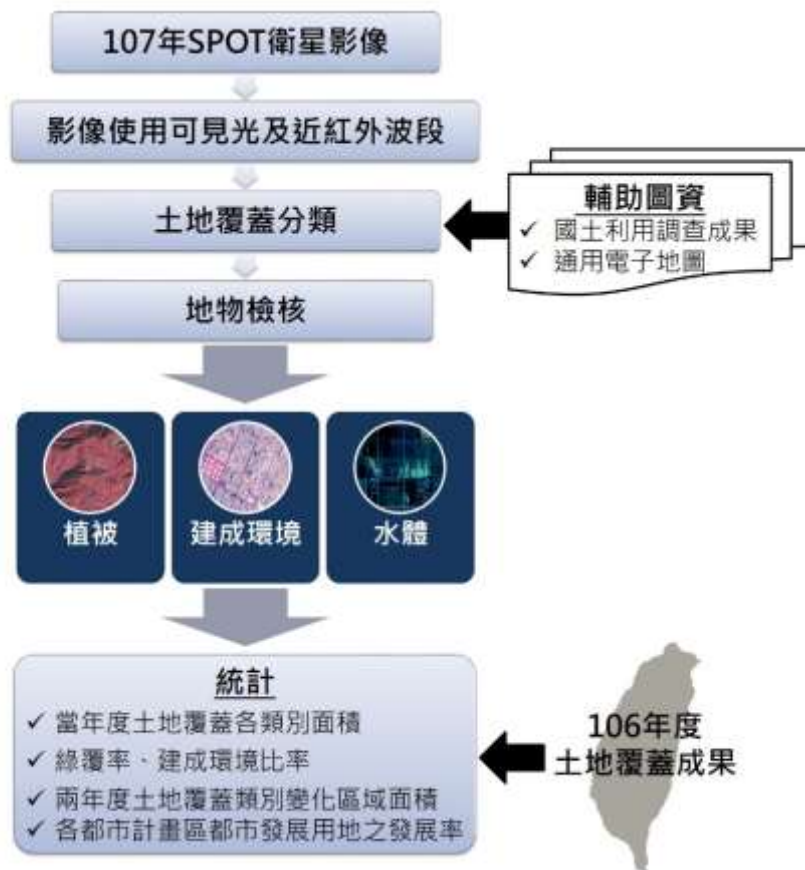 107年SPOT衛星影像
影像使用可見光及近紅外波段
土地覆蓋分類
輔助圖資
✓ 國土利用調查成果
✓ 通用電子地圖
地物檢核
植被
建成環境
水體
統計
✓ 當年度土地覆蓋各類別面積
✓ 綠覆率、建成環境比率
✓ 兩年度土地覆蓋類別變化區域面積
✓ 各都市計畫區都市發展用地之發展率
106年度
土地覆蓋成果